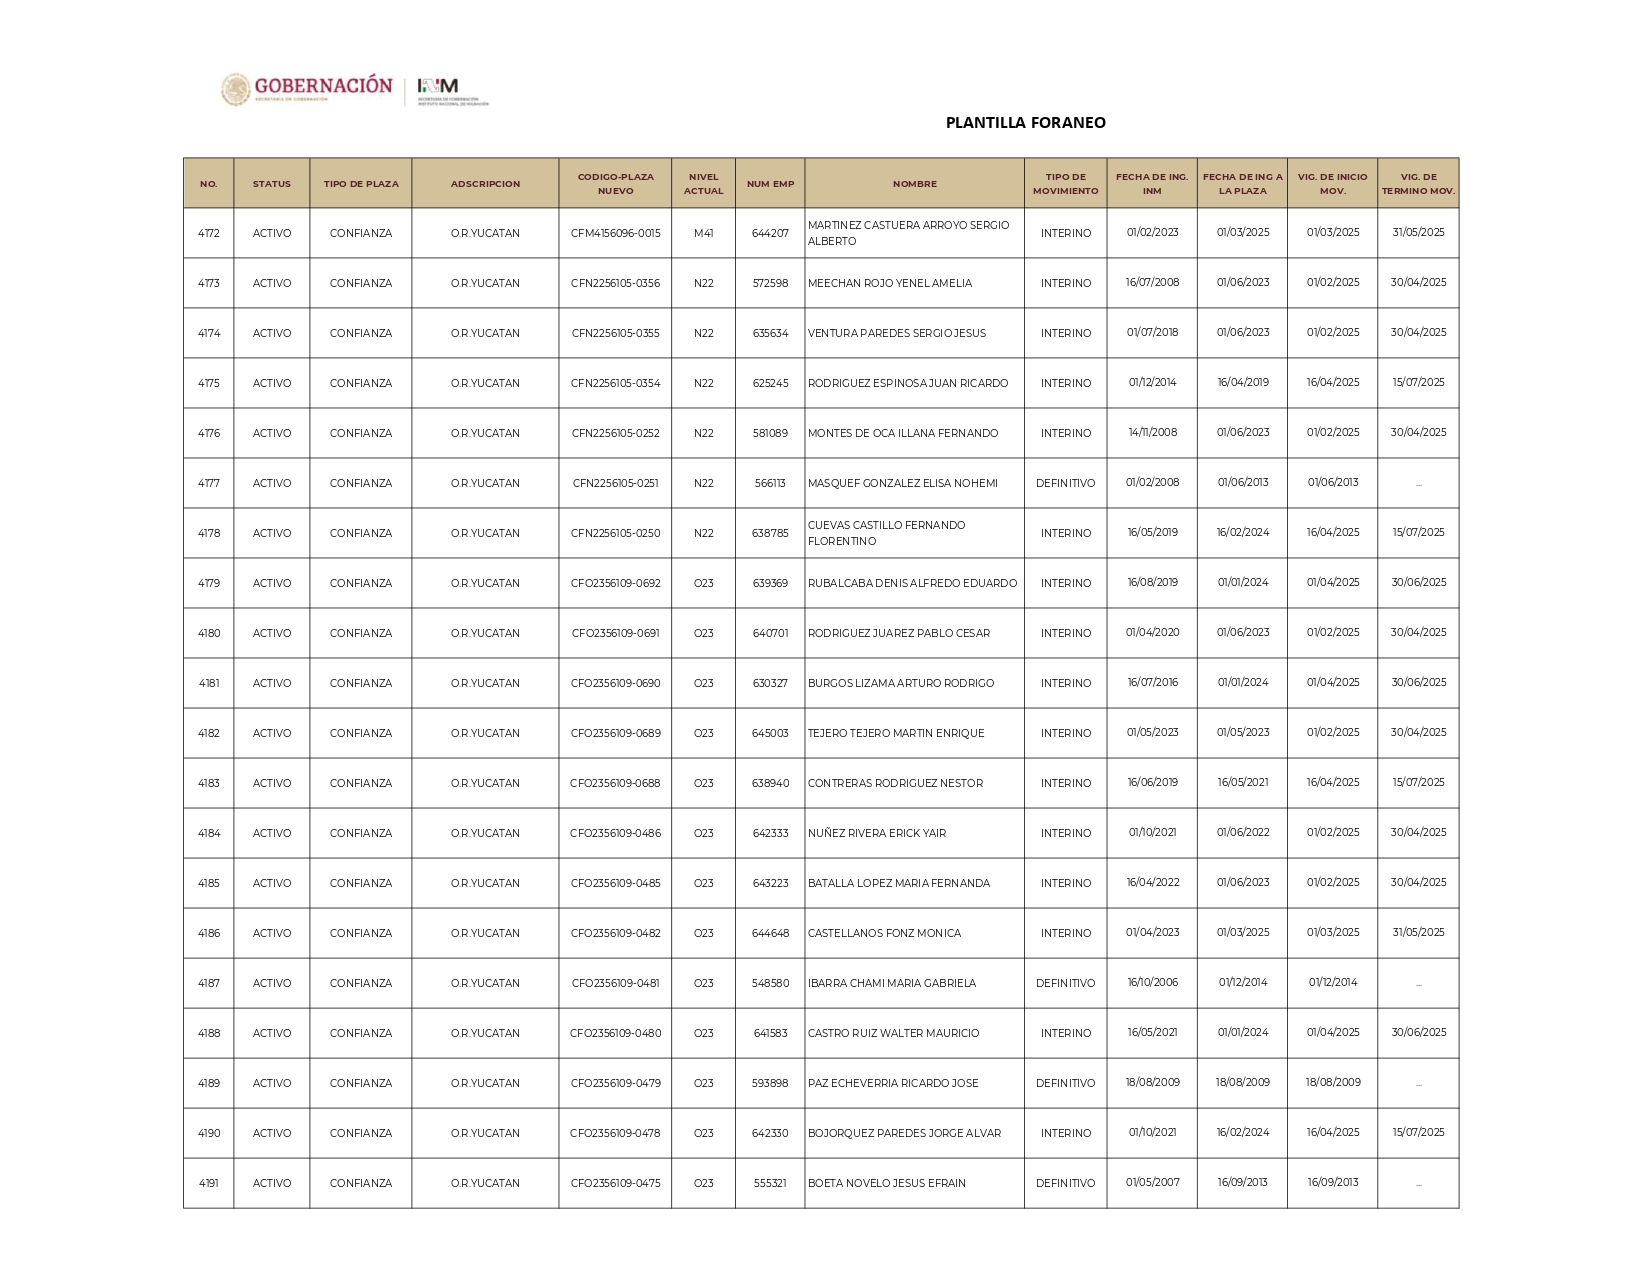 GOBERNACIÓN
SECRETARÍA DE GOBERNACIÓN
INM
SECRETARÍA DE GOBERNACIÓN
INSTITUTO NACIONAL DE MIGRACIÓN
PLANTILLA FORANEO
NO. STATUS TIPO DE PLAZA ADSCRIPCION CODIGO-PLAZA NUEVO NIVEL ACTUAL NUM EMP NOMBRE TIPO DE MOVIMIENTO FECHA DE ING. INM FECHA DE ING A LA PLAZA VIG. DE INICIO MOV. VIG. DE TERMINO MOV.
4172 ACTIVO CONFIANZA O.R.YUCATAN CFM4156096-0015 M41 644207 MARTINEZ CASTUERA ARROYO SERGIO ALBERTO INTERINO 01/02/2023 01/03/2025 01/03/2025 31/05/2025
4173 ACTIVO CONFIANZA O.R.YUCATAN CFN2256105-0356 N22 572598 MEECHAN ROJO YENEL AMELIA INTERINO 16/07/2008 01/06/2023 01/02/2025 30/04/2025
4174 ACTIVO CONFIANZA O.R.YUCATAN CFN2256105-0355 N22 635634 VENTURA PAREDES SERGIO JESUS INTERINO 01/07/2018 01/06/2023 01/02/2025 30/04/2025
4175 ACTIVO CONFIANZA O.R.YUCATAN CFN2256105-0354 N22 625245 RODRIGUEZ ESPINOSA JUAN RICARDO INTERINO 01/12/2014 16/04/2019 16/04/2025 15/07/2025
4176 ACTIVO CONFIANZA O.R.YUCATAN CFN2256105-0252 N22 581089 MONTES DE OCA ILLANA FERNANDO INTERINO 14/11/2008 01/06/2023 01/02/2025 30/04/2025
4177 ACTIVO CONFIANZA O.R.YUCATAN CFN2256105-0251 N22 566113 MASQUEF GONZALEZ ELISA NOHEMI DEFINITIVO 01/02/2008 01/06/2013 01/06/2013 ...
4178 ACTIVO CONFIANZA O.R.YUCATAN CFN2256105-0250 N22 638785 CUEVAS CASTILLO FERNANDO FLORENTINO INTERINO 16/05/2019 16/02/2024 16/04/2025 15/07/2025
4179 ACTIVO CONFIANZA O.R.YUCATAN CFO2356109-0692 O23 639369 RUBALCABA DENIS ALFREDO EDUARDO INTERINO 16/08/2019 01/01/2024 01/04/2025 30/06/2025
4180 ACTIVO CONFIANZA O.R.YUCATAN CFO2356109-0691 O23 640701 RODRIGUEZ JUAREZ PABLO CESAR INTERINO 01/04/2020 01/06/2023 01/02/2025 30/04/2025
4181 ACTIVO CONFIANZA O.R.YUCATAN CFO2356109-0690 O23 630327 BURGOS LIZAMA ARTURO RODRIGO INTERINO 16/07/2016 01/01/2024 01/04/2025 30/06/2025
4182 ACTIVO CONFIANZA O.R.YUCATAN CFO2356109-0689 O23 645003 TEJERO TEJERO MARTIN ENRIQUE INTERINO 01/05/2023 01/05/2023 01/02/2025 30/04/2025
4183 ACTIVO CONFIANZA O.R.YUCATAN CFO2356109-0688 O23 638940 CONTRERAS RODRIGUEZ NESTOR INTERINO 16/06/2019 16/05/2021 16/04/2025 15/07/2025
4184 ACTIVO CONFIANZA O.R.YUCATAN CFO2356109-0486 O23 642333 NUÑEZ RIVERA ERICK YAIR INTERINO 01/10/2021 01/06/2022 01/02/2025 30/04/2025
4185 ACTIVO CONFIANZA O.R.YUCATAN CFO2356109-0485 O23 643223 BATALLA LOPEZ MARIA FERNANDA INTERINO 16/04/2022 01/06/2023 01/02/2025 30/04/2025
4186 ACTIVO CONFIANZA O.R.YUCATAN CFO2356109-0482 O23 644648 CASTELLANOS FONZ MONICA INTERINO 01/04/2023 01/03/2025 01/03/2025 31/05/2025
4187 ACTIVO CONFIANZA O.R.YUCATAN CFO2356109-0481 O23 548580 IBARRA CHAMI MARIA GABRIELA DEFINITIVO 16/10/2006 01/12/2014 01/12/2014 ...
4188 ACTIVO CONFIANZA O.R.YUCATAN CFO2356109-0480 O23 641583 CASTRO RUIZ WALTER MAURICIO INTERINO 16/05/2021 01/01/2024 01/04/2025 30/06/2025
4189 ACTIVO CONFIANZA O.R.YUCATAN CFO2356109-0479 O23 593898 PAZ ECHEVERRIA RICARDO JOSE DEFINITIVO 18/08/2009 18/08/2009 18/08/2009 ...
4190 ACTIVO CONFIANZA O.R.YUCATAN CFO2356109-0478 O23 642330 BOJORQUEZ PAREDES JORGE ALVAR INTERINO 01/10/2021 16/02/2024 16/04/2025 15/07/2025
4191 ACTIVO CONFIANZA O.R.YUCATAN CFO2356109-0475 O23 555321 BOETA NOVELO JESUS EFRAIN DEFINITIVO 01/05/2007 16/09/2013 16/09/2013 ...